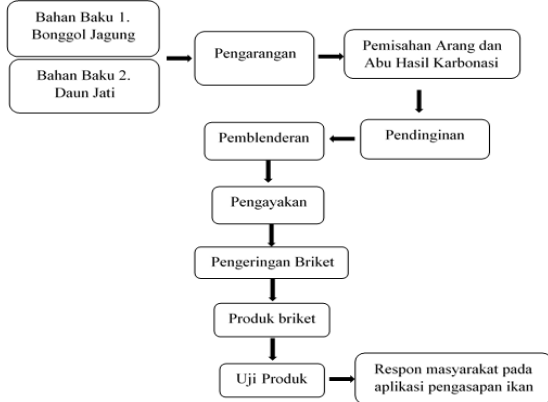 Bahan Baku 1.
Bonggol Jagung
Bahan Baku 2.
Daun Jati
Pengarangan
Pemisahan Arang dan
Abu Hasil Karbonasi
Pendinginan
Pemblenderan
Pengayakan
Pengeringan Briket
Produk briket
Uji Produk
Respon masyarakat pada
aplikasi pengasapan ikan